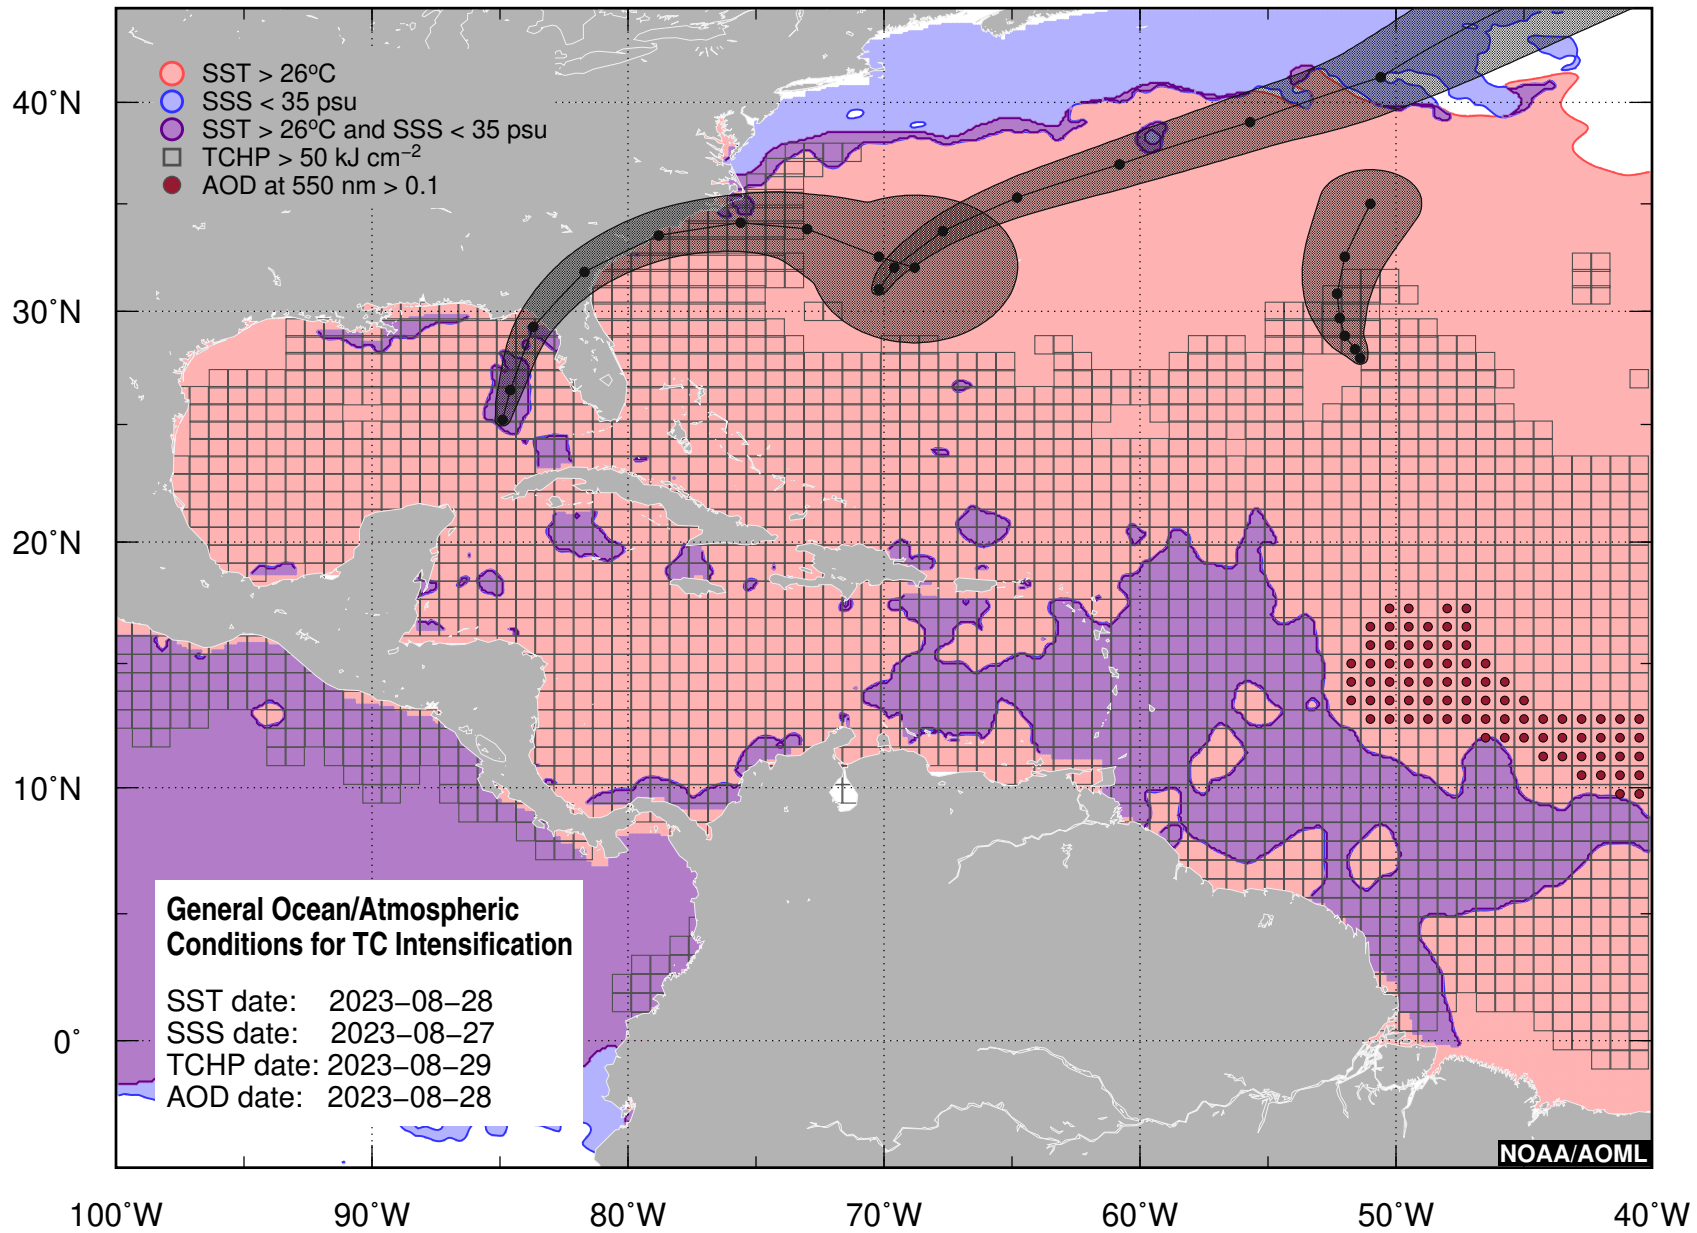 SST > 26°C
SSS < 35 psu
SST > 26°C and SSS < 35 psu
TCHP > 50 kJ cm⁻²
AOD at 550 nm > 0.1
40°N
30°N
20°N
10°N
0°
General Ocean/Atmospheric
Conditions for TC Intensification
SST date: 2023−08−28
SSS date: 2023−08−27
TCHP date: 2023−08−29
AOD date: 2023−08−28
NOAA/AOML
100°W 90°W 80°W 70°W 60°W 50°W 40°W